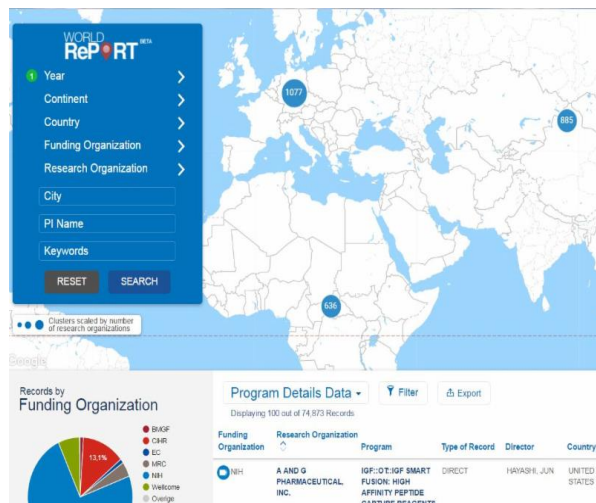 WORLD
RePORT BETA
1 Year
Continent
Country
Funding Organization
Research Organization
City
PI Name
Keywords
RESET SEARCH
Clusters scaled by number
of research organizations
1077
885
636
Google
Records by
Funding Organization
BMGF
CIHR
EC
MRC
NIH
Wellcome
Overige
13,1%
Program Details Data Filter Export
Displaying 100 out of 74,873 Records
Funding
Organization
Research Organization
Program
Type of Record
Director
Country
NIH
A AND G
PHARMACEUTICAL,
INC.
IGF::OT::IGF SMART
FUSION: HIGH
AFFINITY PEPTIDE
CAPTURE REAGENTS
DIRECT
HAYASHI, JUN
UNITED
STATES